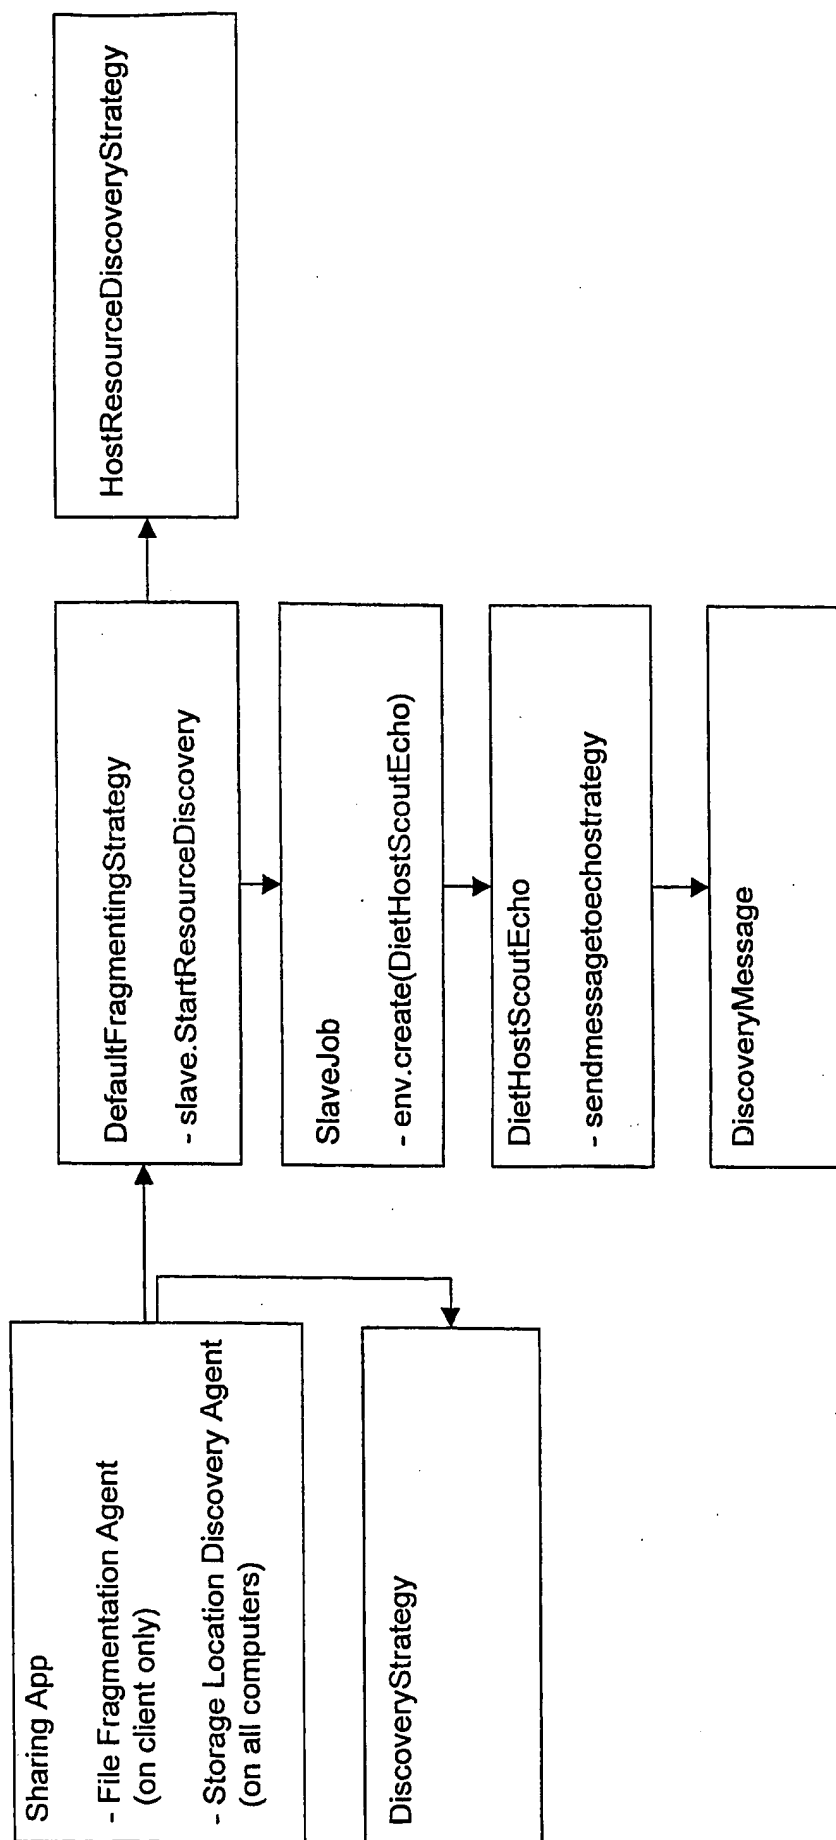 Sharing App
- File Fragmentation Agent
(on client only)
- Storage Location Discovery Agent
(on all computers)
DiscoveryStrategy
DefaultFragmentingStrategy
- slave.StartResourceDiscovery
SlaveJob
- env.create(DietHostScoutEcho)
DietHostScoutEcho
- sendmessagetoechostrategy
DiscoveryMessage
HostResourceDiscoveryStrategy